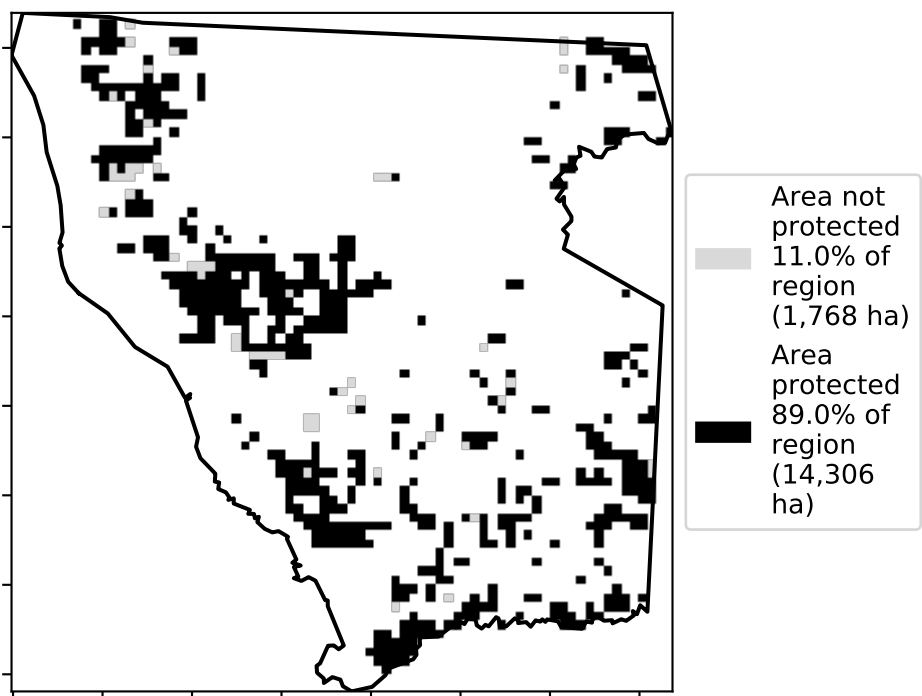 Area not
protected
11.0% of
region
(1,768 ha)
Area
protected
89.0% of
region
(14,306
ha)